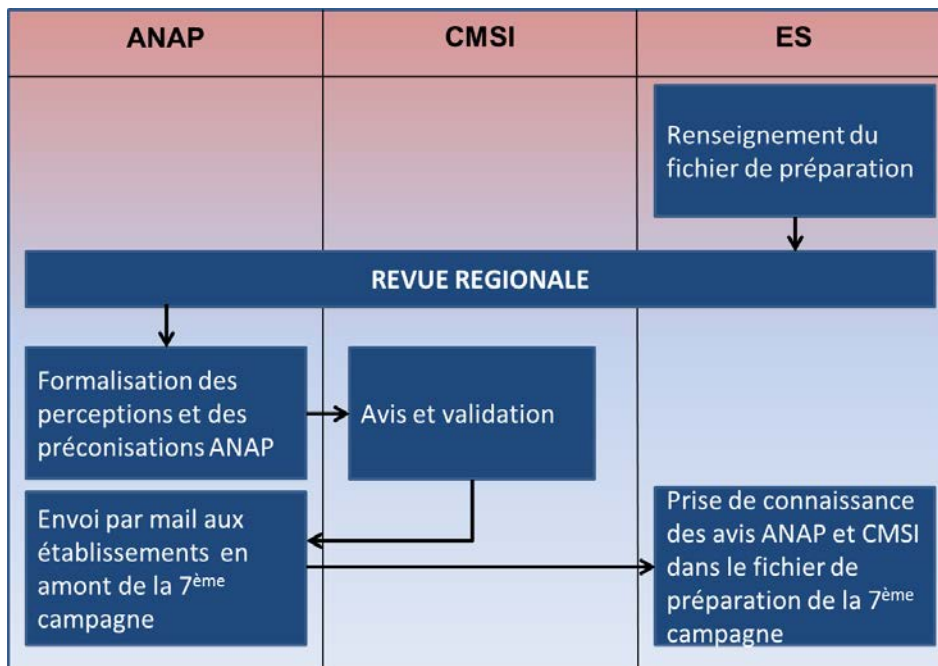 ANAP
CMSI
ES
Renseignement du
fichier de préparation
REVUE REGIONALE
Formalisation des
perceptions et des
préconisations ANAP
Avis et validation
Envoi par mail aux
établissements en
amont de la 7ème
campagne
Prise de connaissance
des avis ANAP et CMSI
dans le fichier de
préparation de la 7ème
campagne